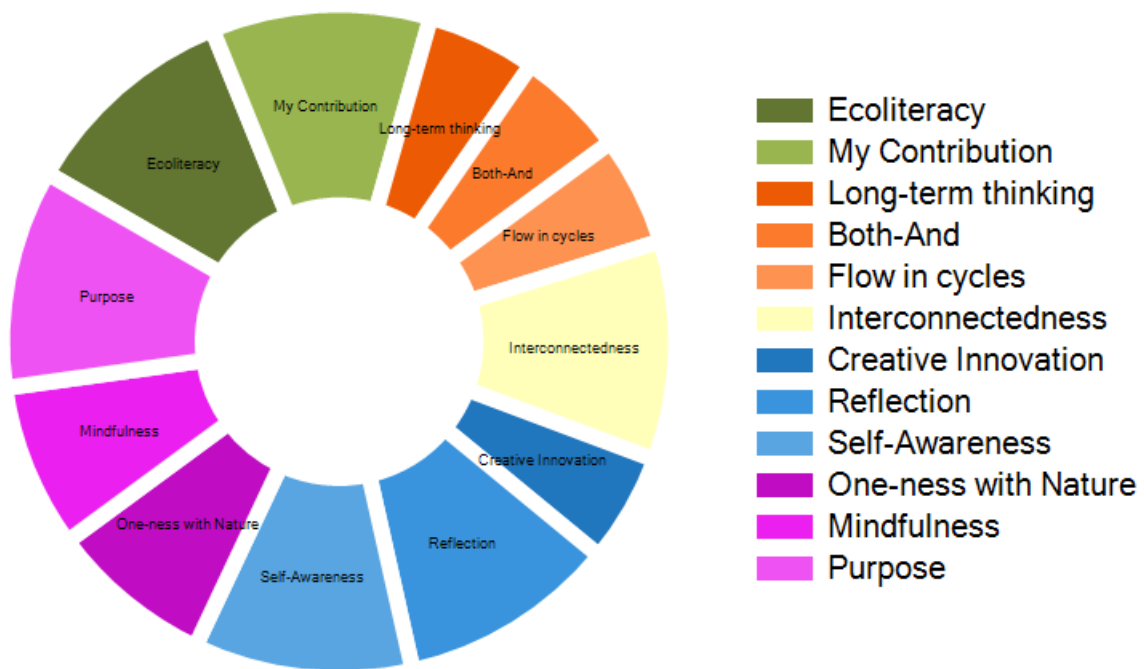 My Contribution
Long-term thinking
Ecoliteracy
Both-And
Flow in cycles
Purpose
Interconnectedness
Mindfulness
Creative Innovation
One-ness with Nature
Reflection
Self-Awareness
Ecoliteracy
My Contribution
Long-term thinking
Both-And
Flow in cycles
Interconnectedness
Creative Innovation
Reflection
Self-Awareness
One-ness with Nature
Mindfulness
Purpose